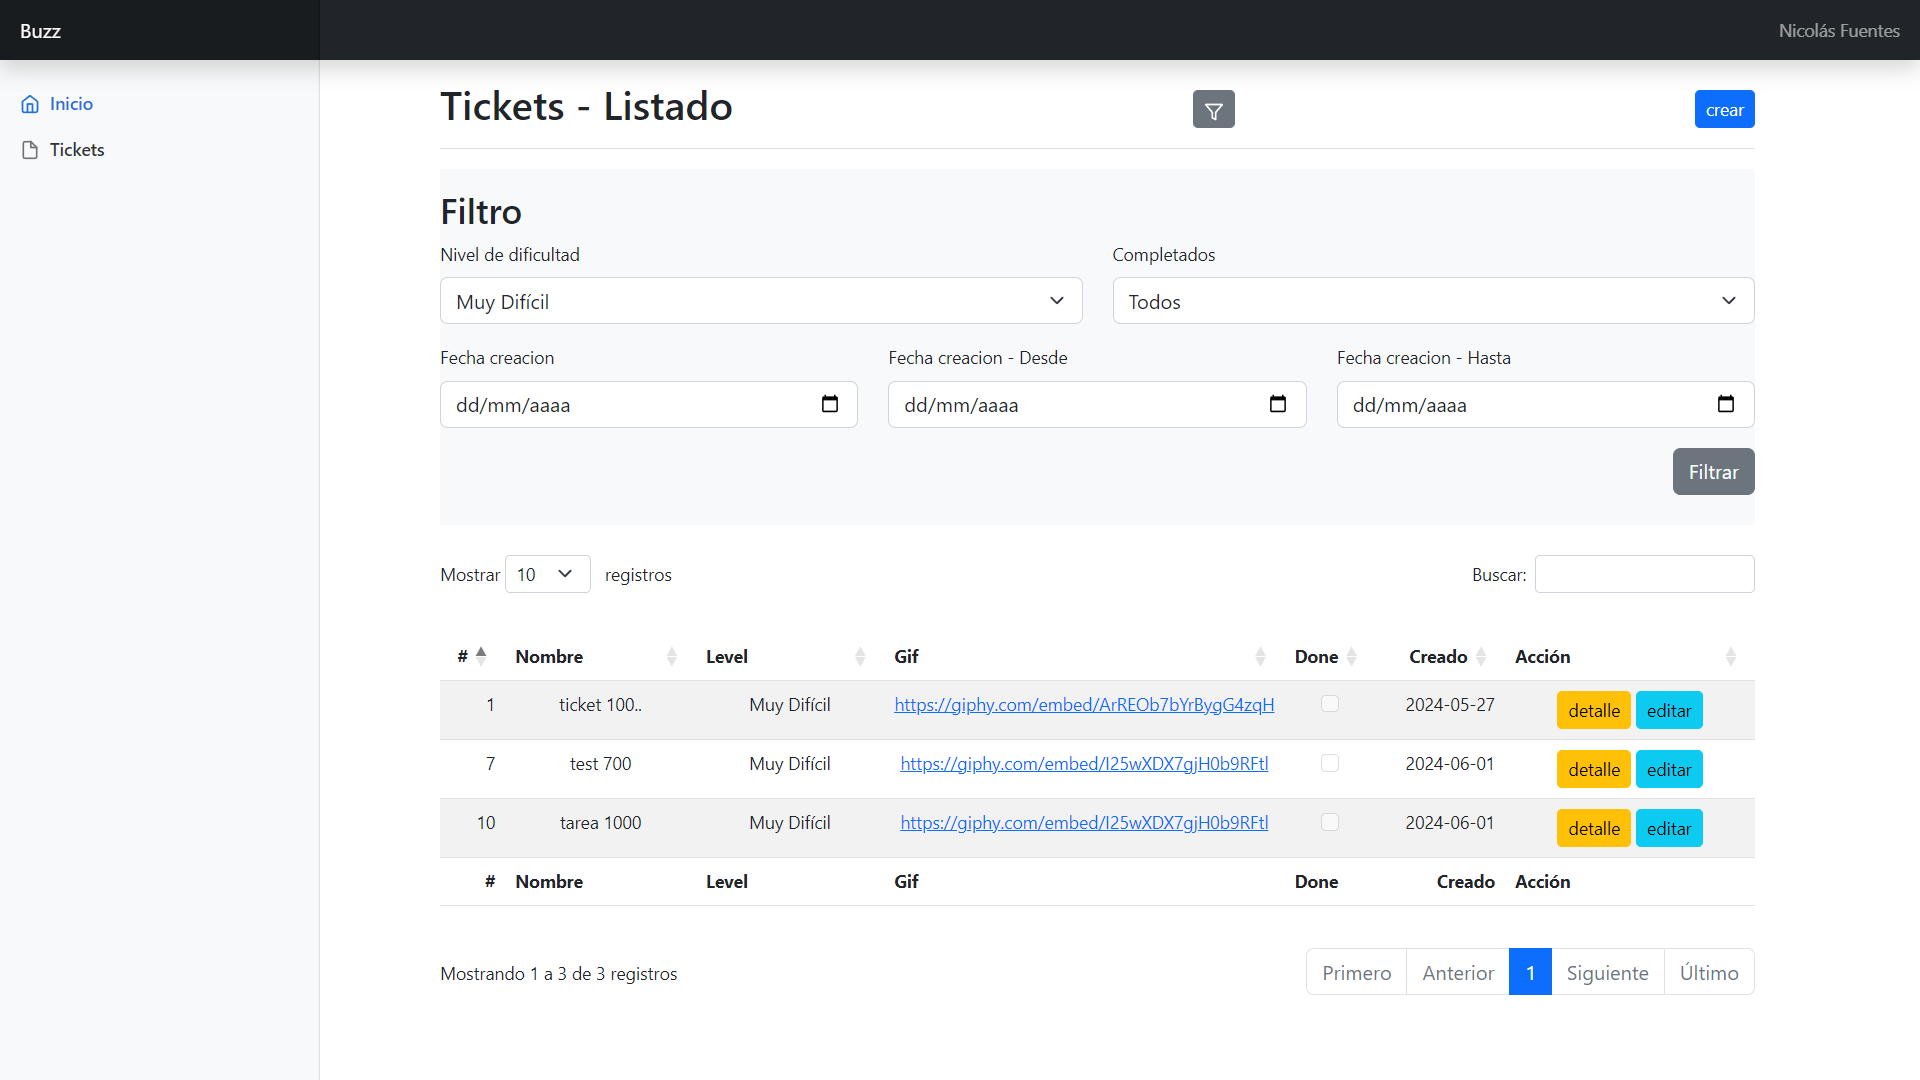 Buzz
Nicolás Fuentes
Inicio
Tickets
Tickets - Listado
crear
Filtro
Nivel de dificultad
Completados
Muy Difícil
Todos
Fecha creacion
Fecha creacion - Desde
Fecha creacion - Hasta
dd/mm/aaaa
dd/mm/aaaa
dd/mm/aaaa
Filtrar
Mostrar 10 registros
Buscar:
# Nombre Level Gif Done Creado Acción
1 ticket 100.. Muy Difícil https://giphy.com/embed/ArREOb7bYrBygG4zqH 2024-05-27 detalle editar
7 test 700 Muy Difícil https://giphy.com/embed/I25wXDX7gjH0b9RFtl 2024-06-01 detalle editar
10 tarea 1000 Muy Difícil https://giphy.com/embed/I25wXDX7gjH0b9RFtl 2024-06-01 detalle editar
# Nombre Level Gif Done Creado Acción
Mostrando 1 a 3 de 3 registros
Primero Anterior 1 Siguiente Último